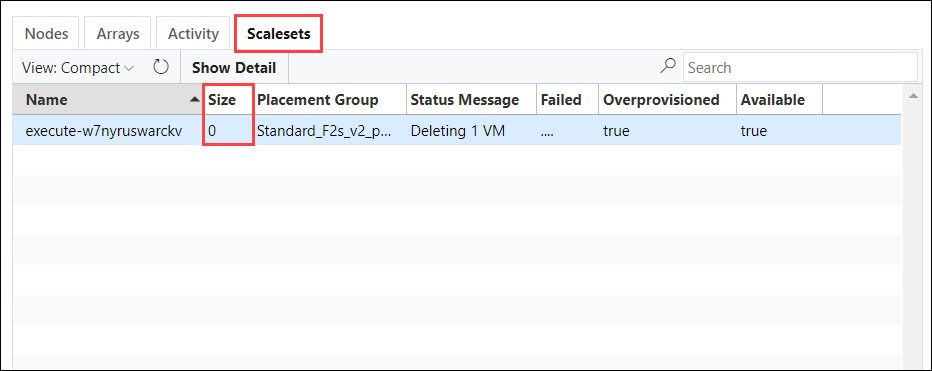 Nodes Arrays Activity Scalesets
View: Compact Show Detail Search
Name Size Placement Group Status Message Failed Overprovisioned Available
execute-w7nyruswarckv 0 Standard_F2s_v2_p... Deleting 1 VM .... true true